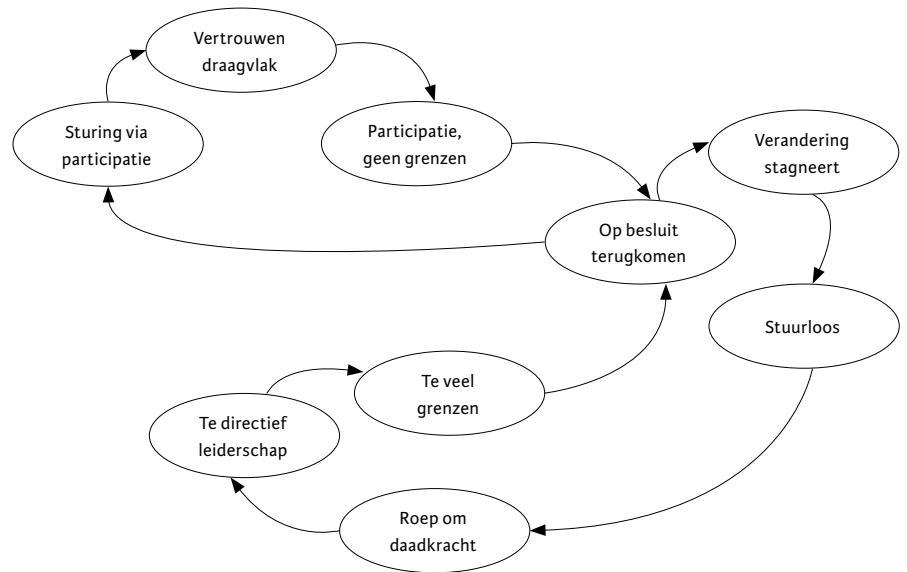 Vertrouwen
draagvlak
Sturing via
participatie
Participatie,
geen grenzen
Verandering
stagneert
Op besluit
terugkomen
Stuurloos
Te veel
grenzen
Te directief
leiderschap
Roep om
daadkracht